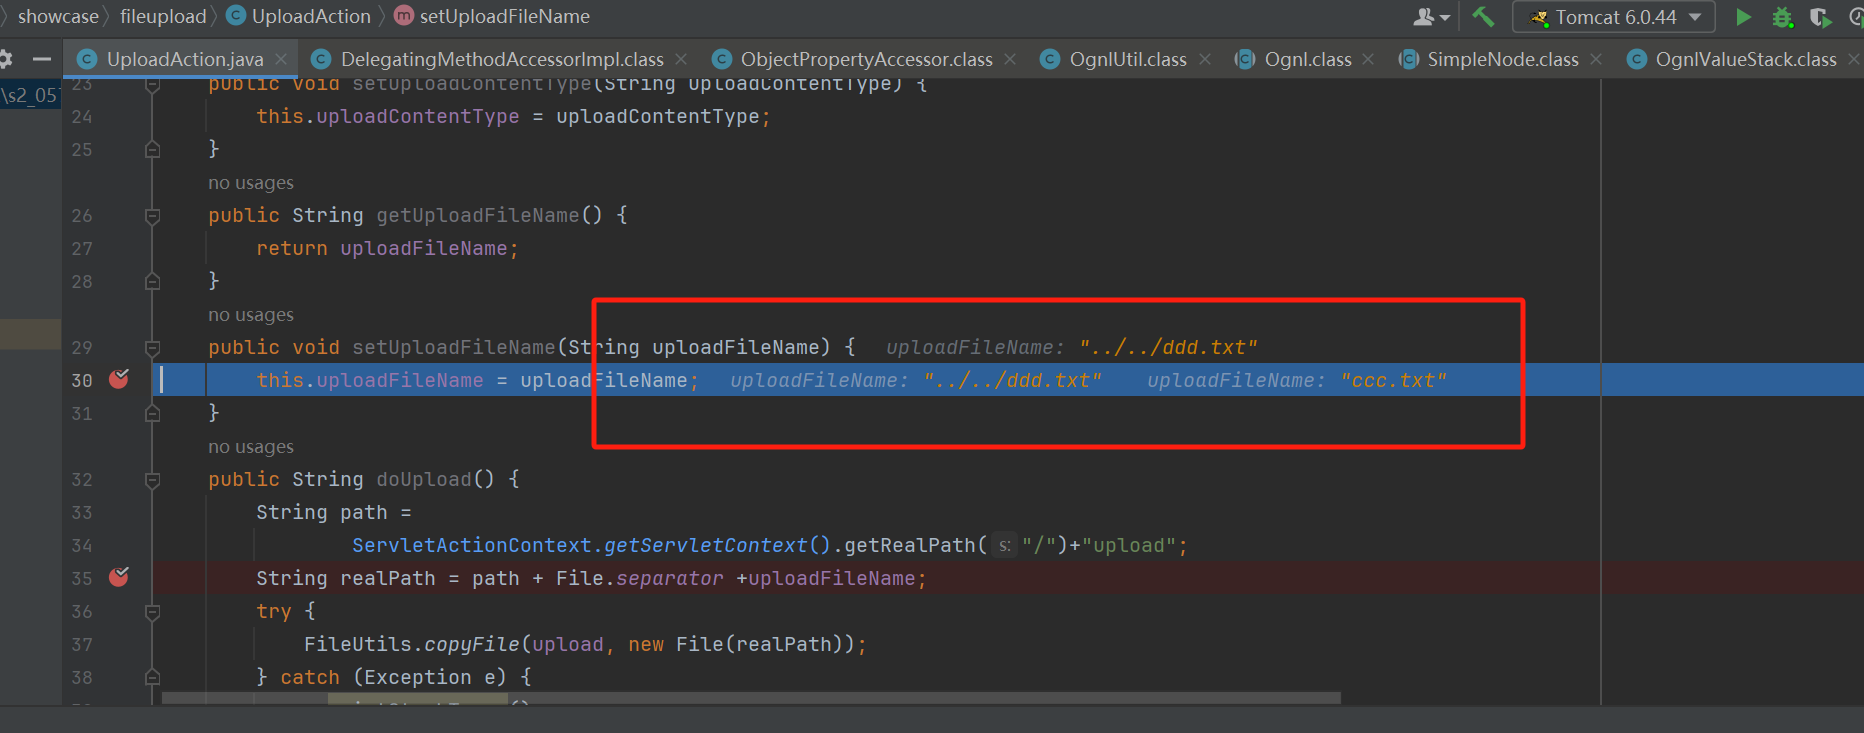 showcase fileupload UploadAction setUploadFileName Tomcat 6.0.44
UploadAction.java DelegatingMethodAccessorImpl.class ObjectPropertyAccessor.class OgnlUtil.class Ognl.class SimpleNode.class OgnlValueStack.class
\s2_05
23 public void setUploadContentType(String uploadContentType) {
24 this.uploadContentType = uploadContentType;
25 }
no usages
26 public String getUploadFileName() {
27 return uploadFileName;
28 }
no usages
29 public void setUploadFileName(String uploadFileName) { uploadFileName: "../../ddd.txt"
30 this.uploadFileName = uploadFileName; uploadFileName: "../../ddd.txt" uploadFileName: "ccc.txt"
31 }
no usages
32 public String doUpload() {
33 String path =
34 ServletActionContext.getServletContext().getRealPath( s: "/")+"upload";
35 String realPath = path + File.separator +uploadFileName;
36 try {
37 FileUtils.copyFile(upload, new File(realPath));
38 } catch (Exception e) {